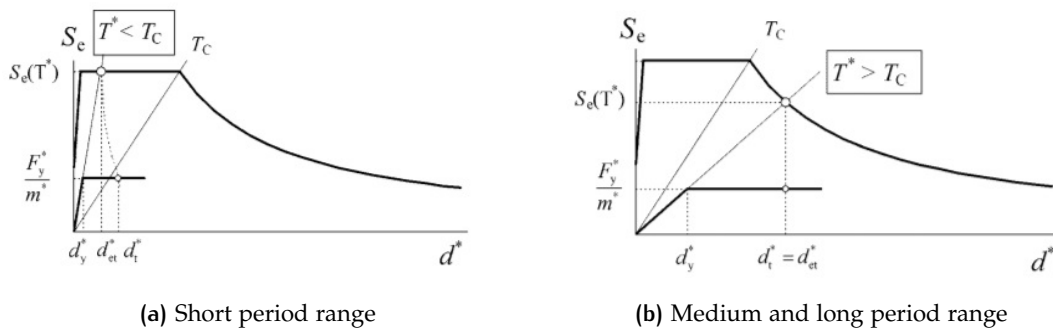 S_e T* < T_C T_C
S_e(T*)
F_y*
m*
d_y* d_et* d_t* d*
(a) Short period range
S_e T_C
T* > T_C
S_e(T*)
F_y*
m*
d_y* d_t* = d_et* d*
(b) Medium and long period range